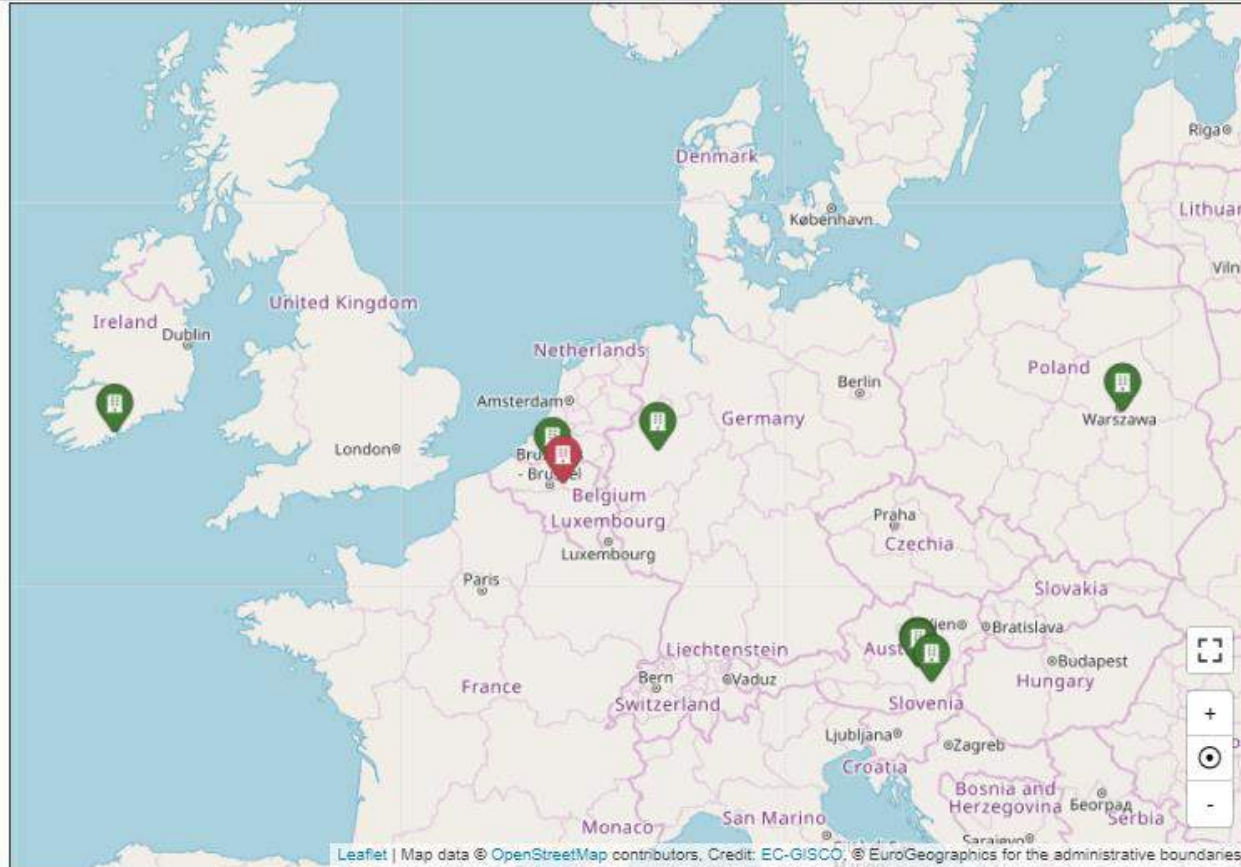 Riga
Denmark
København
Lithuan
Viln
United Kingdom
Ireland
Dublin
Netherlands
Poland
Berlin
Amsterdam
Germany
Warszawa
London
Bru
- Brussel
Belgium
Luxembourg
Praha
Luxembourg
Czechia
Paris
Slovakia
Wien
Bratislava
Liechtenstein
Aust
Budapest
France
Bern
Vaduz
Hungary
Switzerland
Slovenia
+
Ljubljana
Zagreb
Croatia
Bosnia and
Herzegovina
Београд
-
San Marino
Serbia
Monaco
Sarajevo
Leaflet | Map data © OpenStreetMap contributors, Credit: EC-GISCO, © EuroGeographics for the administrative boundaries